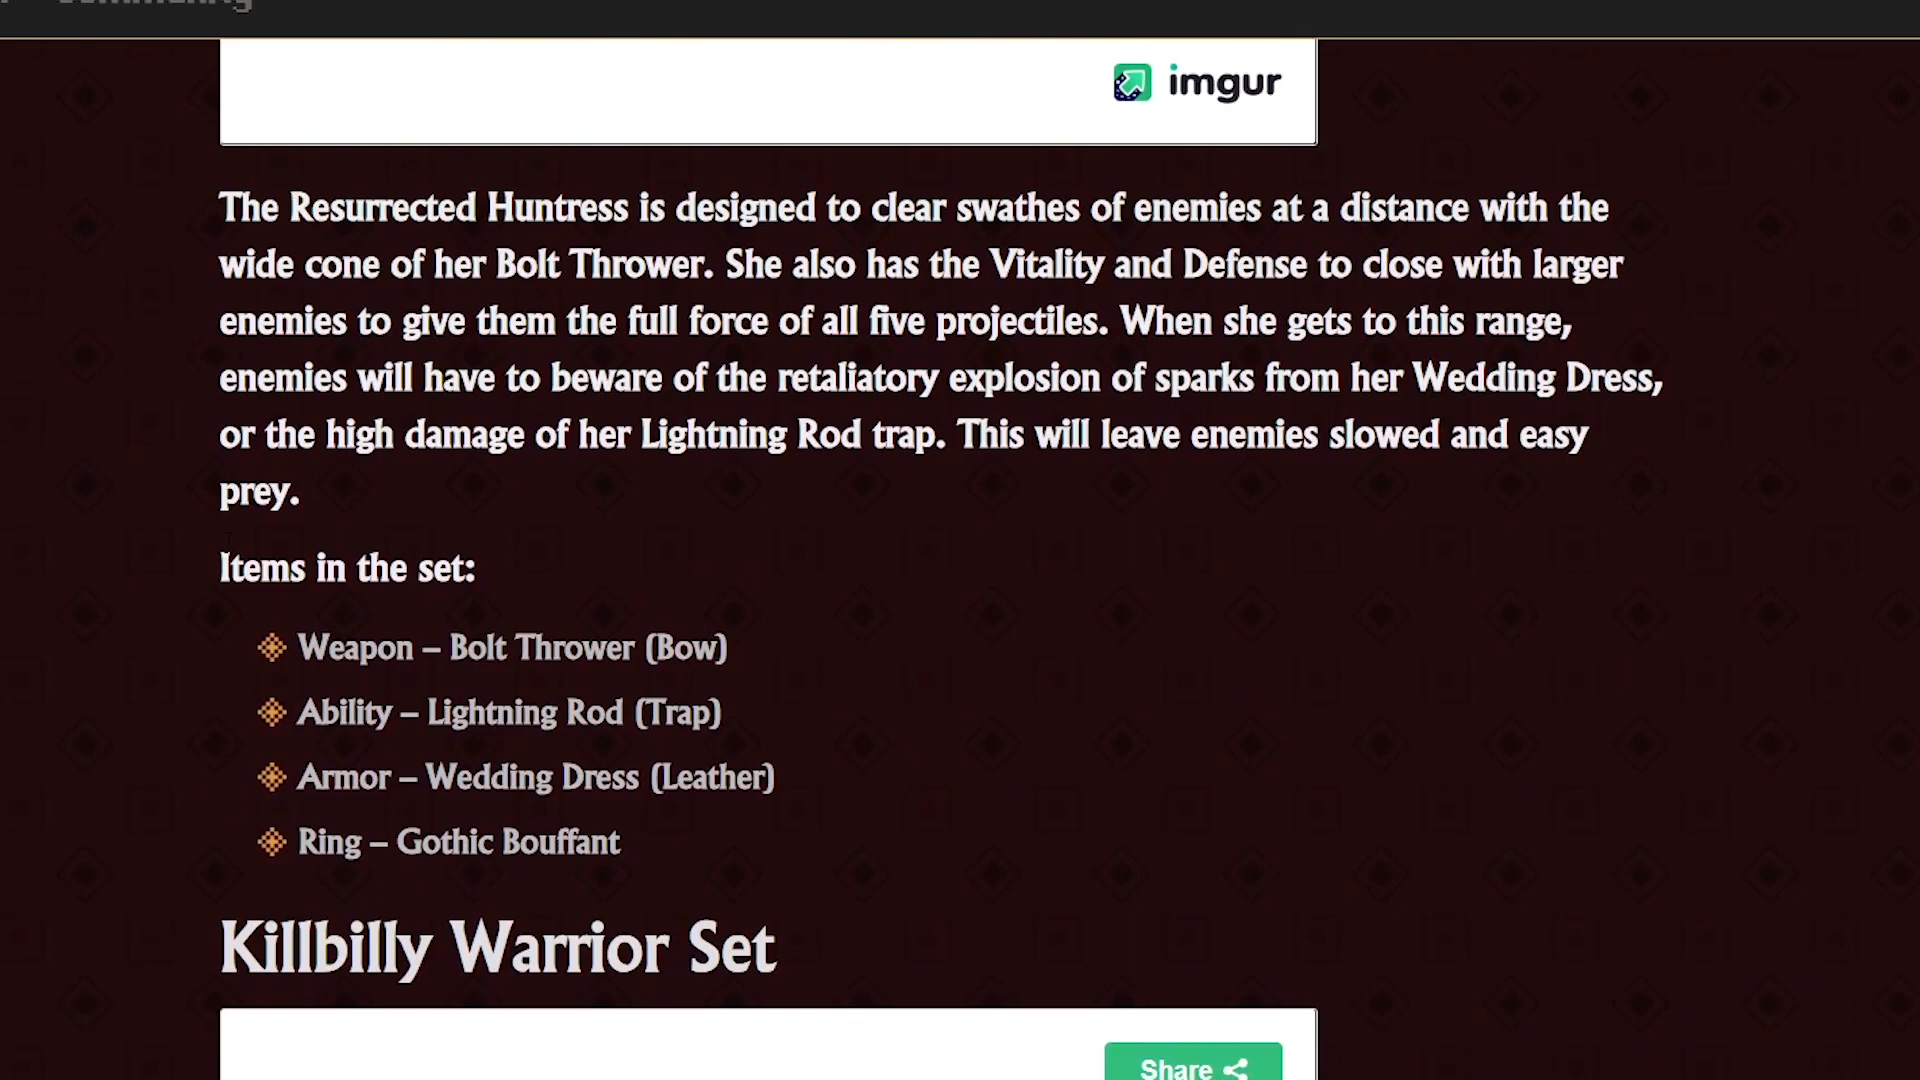 Community
imgur
The Resurrected Huntress is designed to clear swathes of enemies at a distance with the
wide cone of her Bolt Thrower. She also has the Vitality and Defense to close with larger
enemies to give them the full force of all five projectiles. When she gets to this range,
enemies will have to beware of the retaliatory explosion of sparks from her Wedding Dress,
or the high damage of her Lightning Rod trap. This will leave enemies slowed and easy
prey.
Items in the set:
Weapon – Bolt Thrower (Bow)
Ability – Lightning Rod (Trap)
Armor – Wedding Dress (Leather)
Ring – Gothic Bouffant
Killbilly Warrior Set
Share